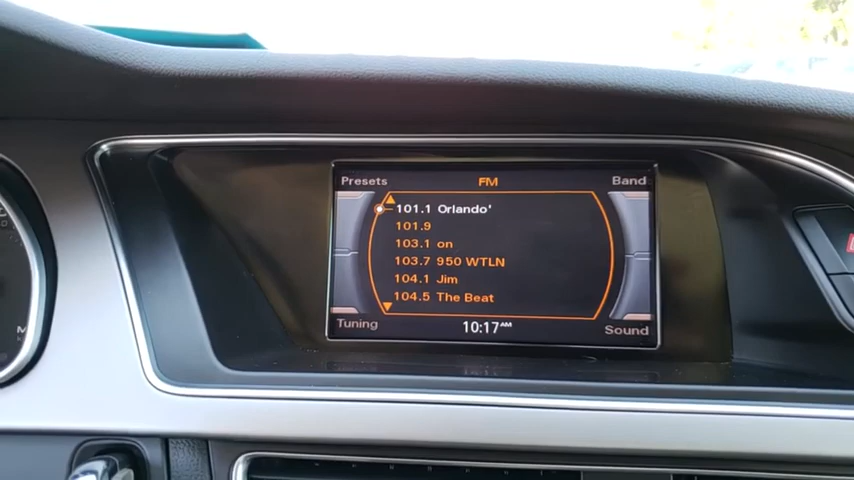 Presets FM Band
101.1 Orlando'
101.9
103.1 on
103.7 950 WTLN
104.1 Jim
104.5 The Beat
Tuning 10:17 AM Sound
M